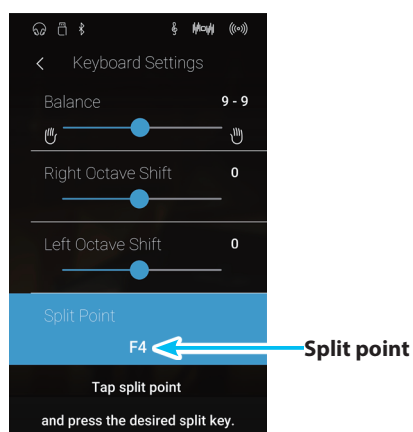 Keyboard Settings
Balance 9 - 9
Right Octave Shift 0
Left Octave Shift 0
Split Point
F4
Split point
Tap split point
and press the desired split key.